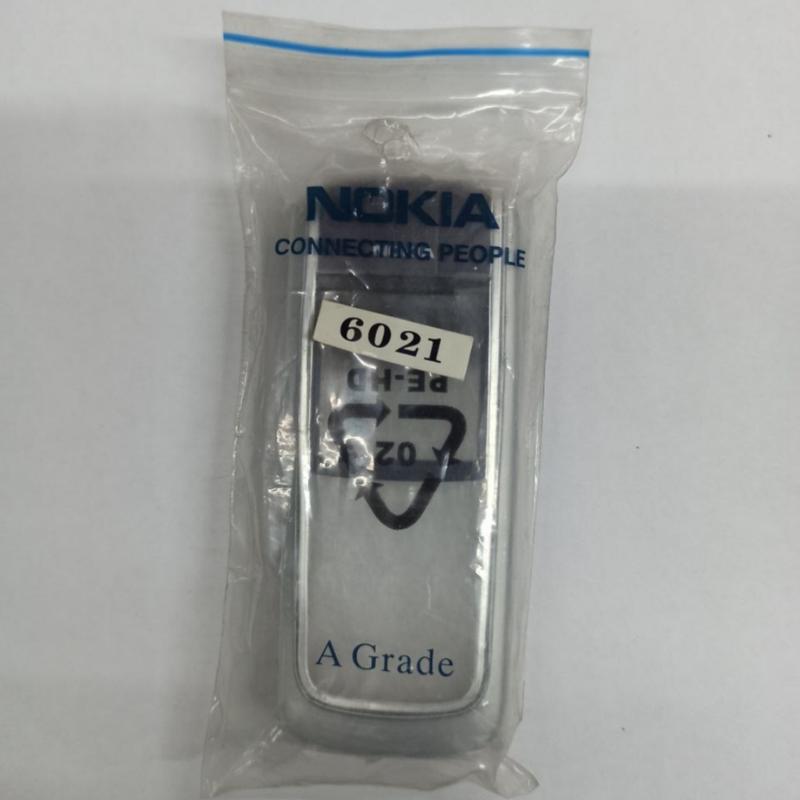 NOKIA
CONNECTING PEOPLE
6021
PE-HD
02
A Grade